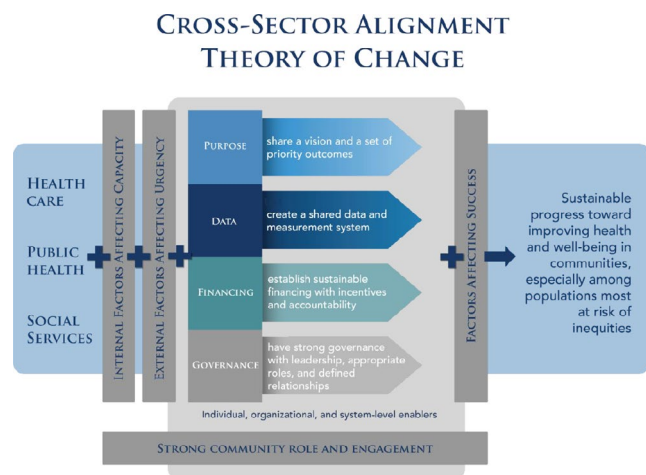 CROSS-SECTOR ALIGNMENT
THEORY OF CHANGE
HEALTH
CARE
PUBLIC
HEALTH
SOCIAL
SERVICES
INTERNAL FACTORS AFFECTING CAPACITY
EXTERNAL FACTORS AFFECTING URGENCY
PURPOSE
share a vision and a set of
priority outcomes
DATA
create a shared data and
measurement system
FINANCING
establish sustainable
financing with incentives
and accountability
GOVERNANCE
have strong governance
with leadership, appropriate
roles, and defined
relationships
Individual, organizational, and system-level enablers
FACTORS AFFECTING SUCCESS
Sustainable
progress toward
improving health
and well-being in
communities,
especially among
populations most
at risk of
inequities
STRONG COMMUNITY ROLE AND ENGAGEMENT